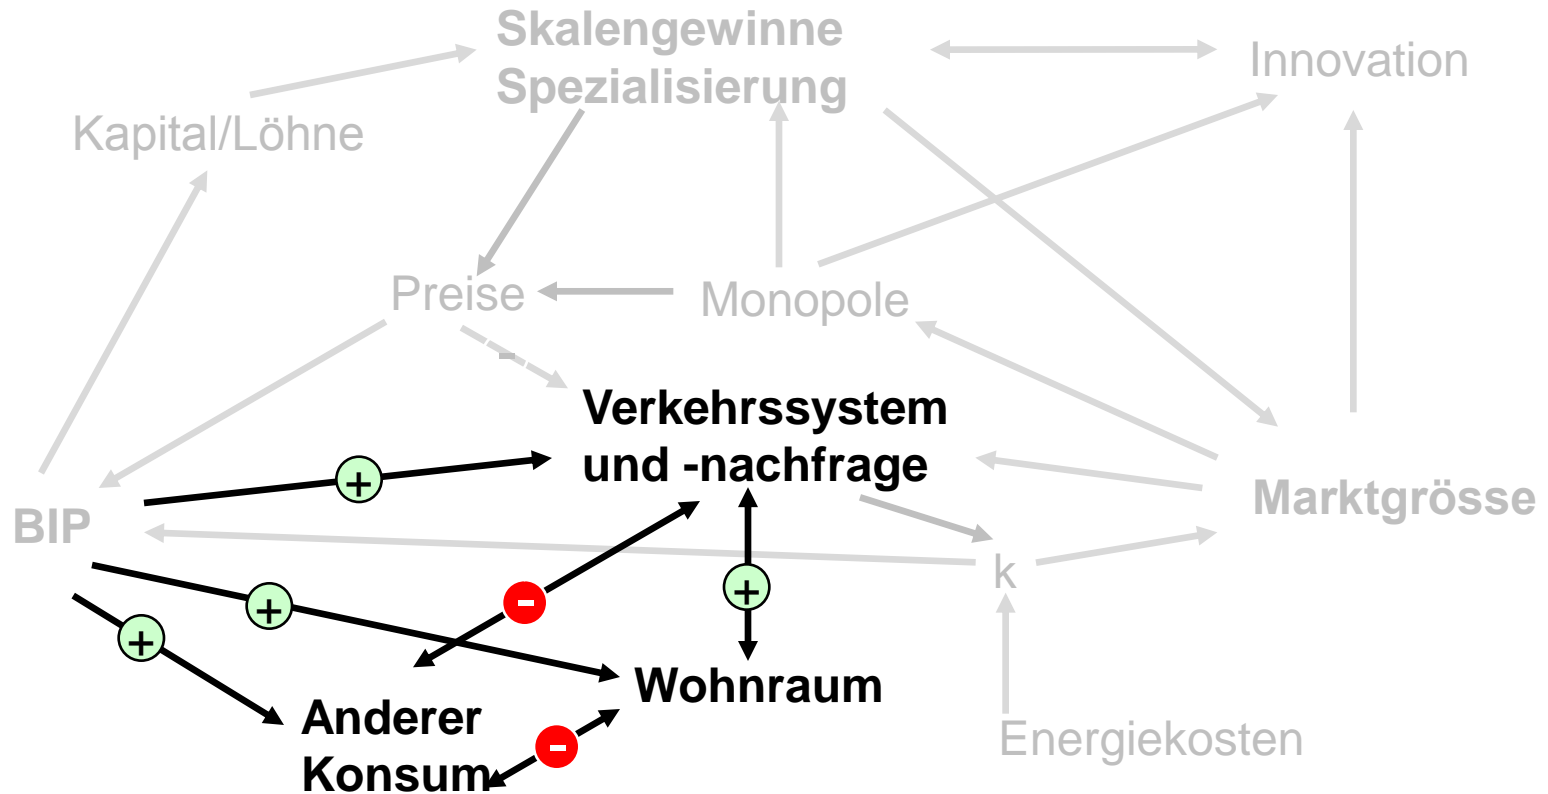 Skalengewinne
Spezialisierung
Innovation
Kapital/Löhne
Preise
Monopole
-
Verkehrssystem
und -nachfrage
+
Marktgrösse
BIP
k
-
+
+
+
Wohnraum
Anderer
Konsum
-
Energiekosten